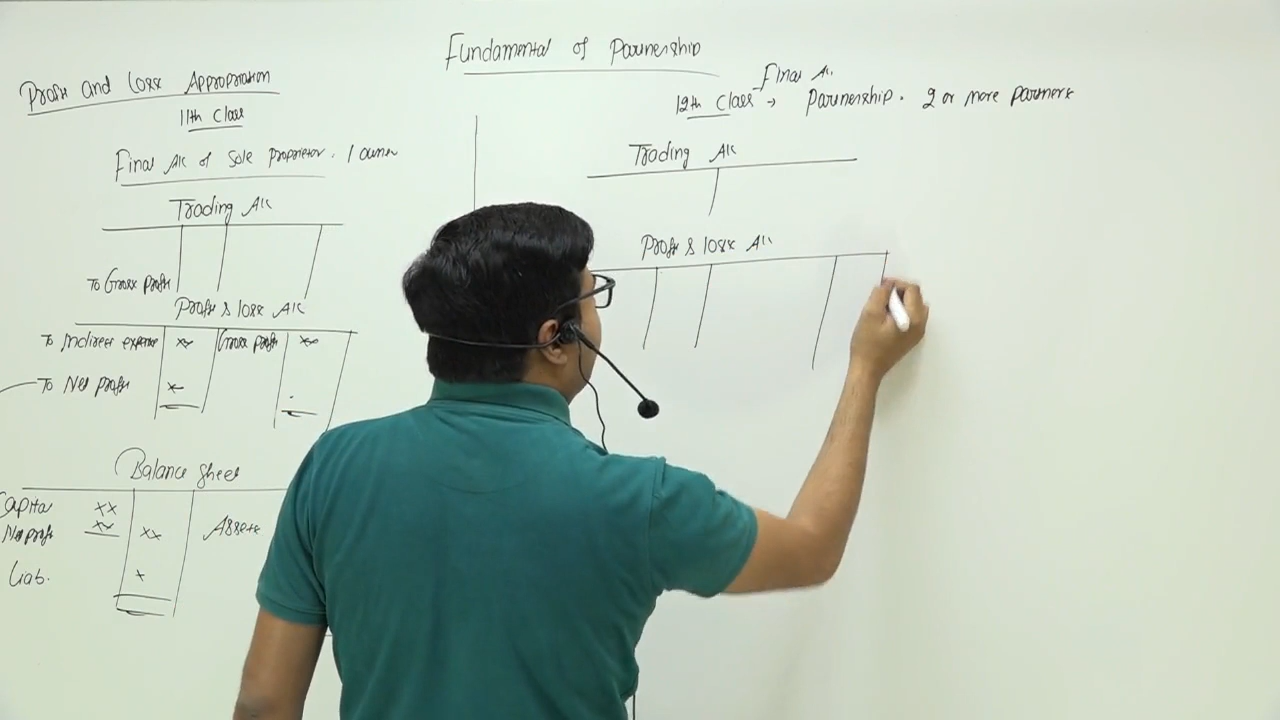 Fundamental of Partnership
Profit and Loss Appropriation
11th Class
Final A/c of Sole proprietor. 1 owner
Trading A/c
To Gross profit
Profit & loss A/c
To Indirect expense xx Gross profit xx
To Net profit x
Balance Sheet
Capital xx
Net profit xx xx Assets
Liab. x
Final A/c
12th Class → Partnership. 2 or more partners
Trading A/c
Profit & loss A/c